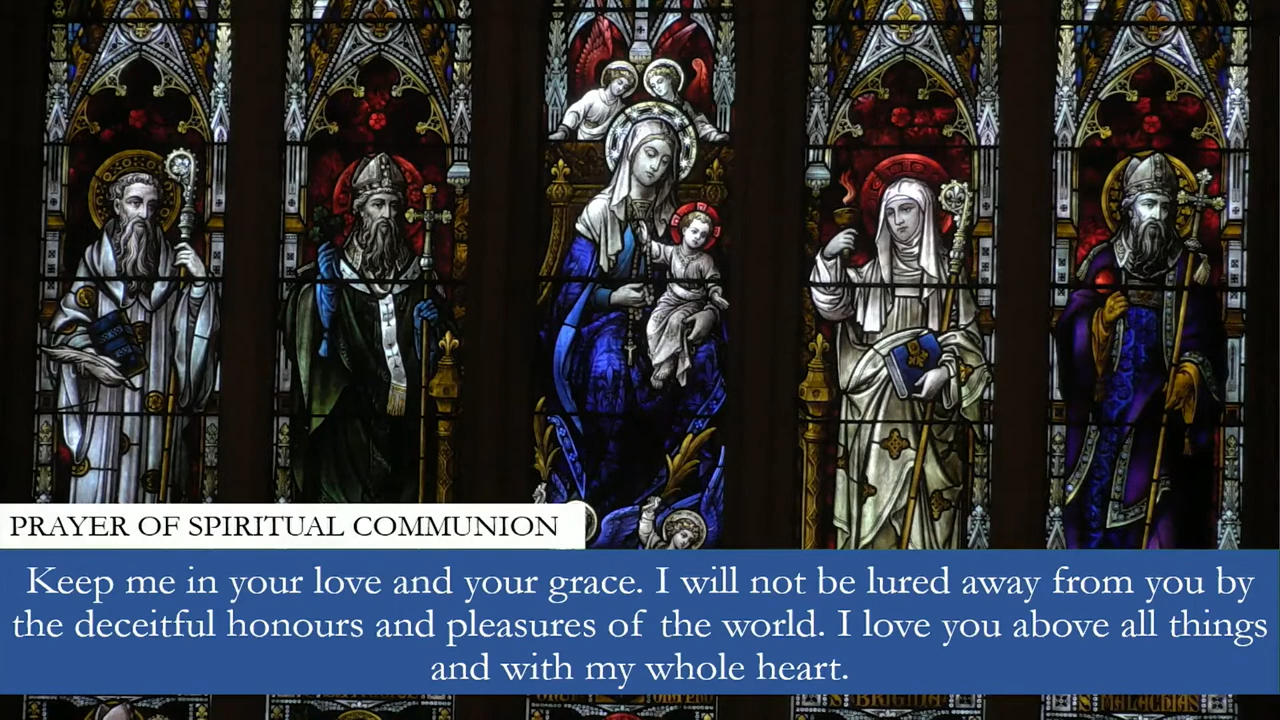 PRAYER OF SPIRITUAL COMMUNION
Keep me in your love and your grace. I will not be lured away from you by
the deceitful honours and pleasures of the world. I love you above all things
and with my whole heart.
S. BRIGID
S. MALACHIAS